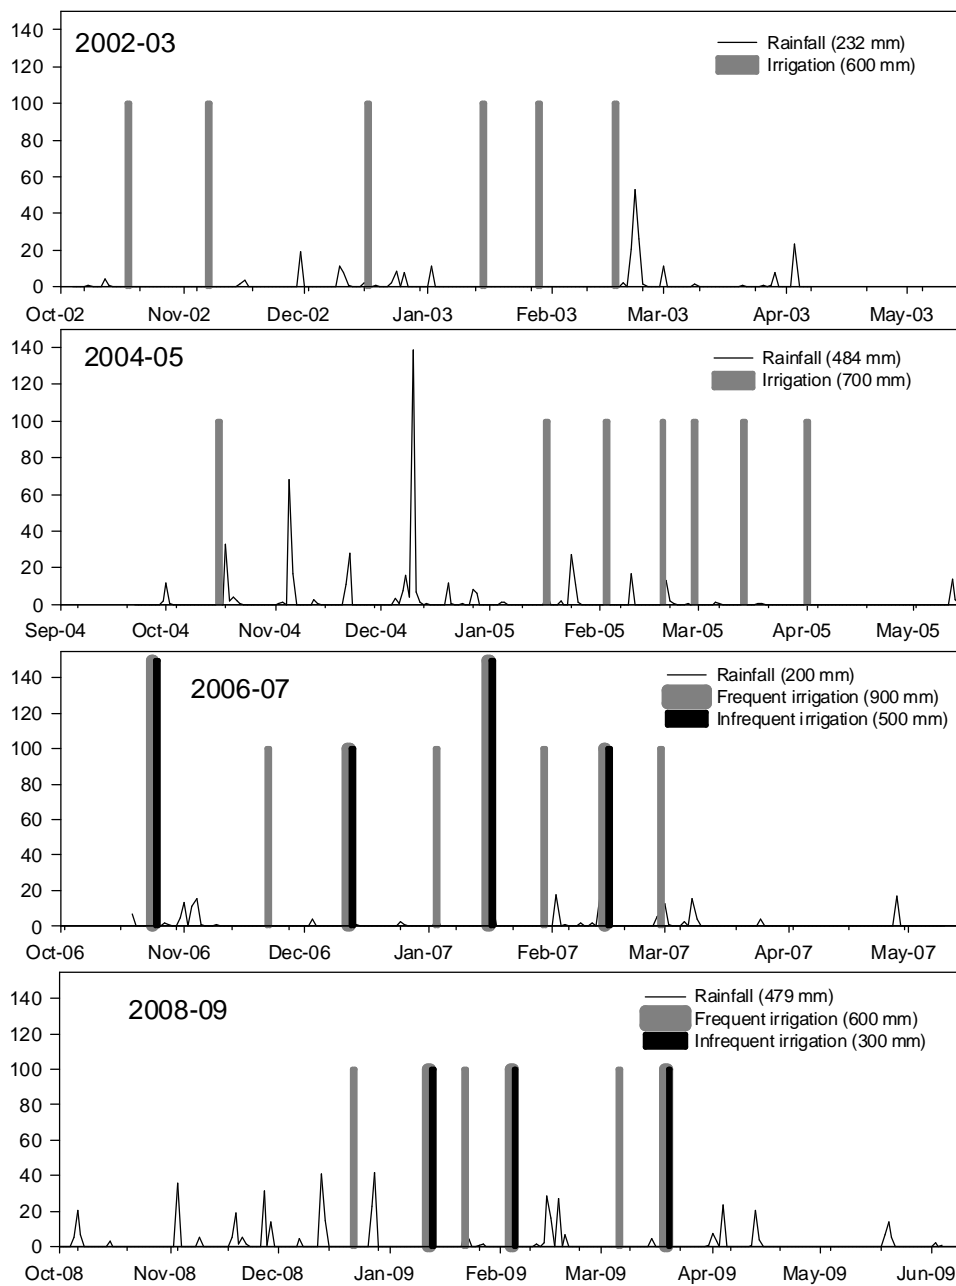 140
2002-03
Rainfall (232 mm)
120
Irrigation (600 mm)
100
80
60
40
20
0
Oct-02 Nov-02 Dec-02 Jan-03 Feb-03 Mar-03 Apr-03 May-03
140
2004-05
Rainfall (484 mm)
120
Irrigation (700 mm)
100
80
60
40
20
0
Sep-04 Oct-04 Nov-04 Dec-04 Jan-05 Feb-05 Mar-05 Apr-05 May-05
140
2006-07
Rainfall (200 mm)
Frequent irrigation (900 mm)
120
Infrequent irrigation (500 mm)
100
80
60
40
20
0
Oct-06 Nov-06 Dec-06 Jan-07 Feb-07 Mar-07 Apr-07 May-07
140
2008-09
Rainfall (479 mm)
Frequent irrigation (600 mm)
120
Infrequent irrigation (300 mm)
100
80
60
40
20
0
Oct-08 Nov-08 Dec-08 Jan-09 Feb-09 Mar-09 Apr-09 May-09 Jun-09